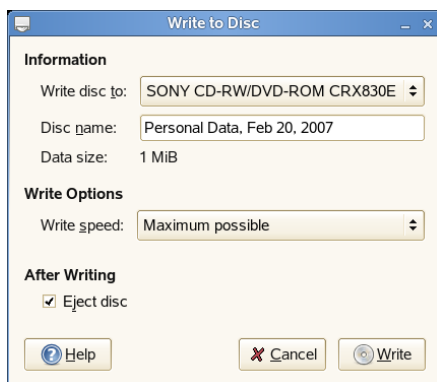 Write to Disc
Information
Write disc to: SONY CD-RW/DVD-ROM CRX830E
Disc name: Personal Data, Feb 20, 2007
Data size: 1 MiB
Write Options
Write speed: Maximum possible
After Writing
Eject disc
Help Cancel Write